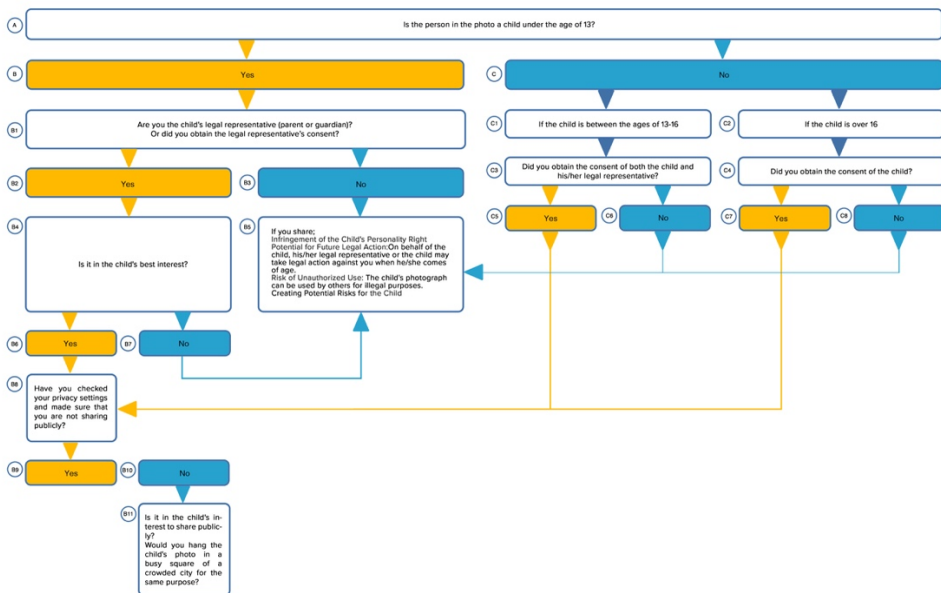 A
Is the person in the photo a child under the age of 13?
B
Yes
C
No
B1
Are you the child's legal representative (parent or guardian)?
Or did you obtain the legal representative's consent?
C1
If the child is between the ages of 13-16
C2
If the child is over 16
B2
Yes
B3
No
C3
Did you obtain the consent of both the child and
his/her legal representative?
C4
Did you obtain the consent of the child?
C5
Yes
C6
No
C7
Yes
C8
No
B4
Is it in the child's best interest?
B5
If you share;
Infringement of the Child's Personality Right
Potential for Future Legal Action:On behalf of the
child, his/her legal representative or the child may
take legal action against you when he/she comes
of age.
Risk of Unauthorized Use: The child's photograph
can be used by others for illegal purposes.
Creating Potential Risks for the Child
B6
Yes
B7
No
B8
Have you checked
your privacy settings
and made sure that
you are not sharing
publicly?
B9
Yes
B10
No
B11
Is it in the child's in-
terest to share public-
ly?
Would you hang the
child's photo in a
busy square of a
crowded city for the
same purpose?